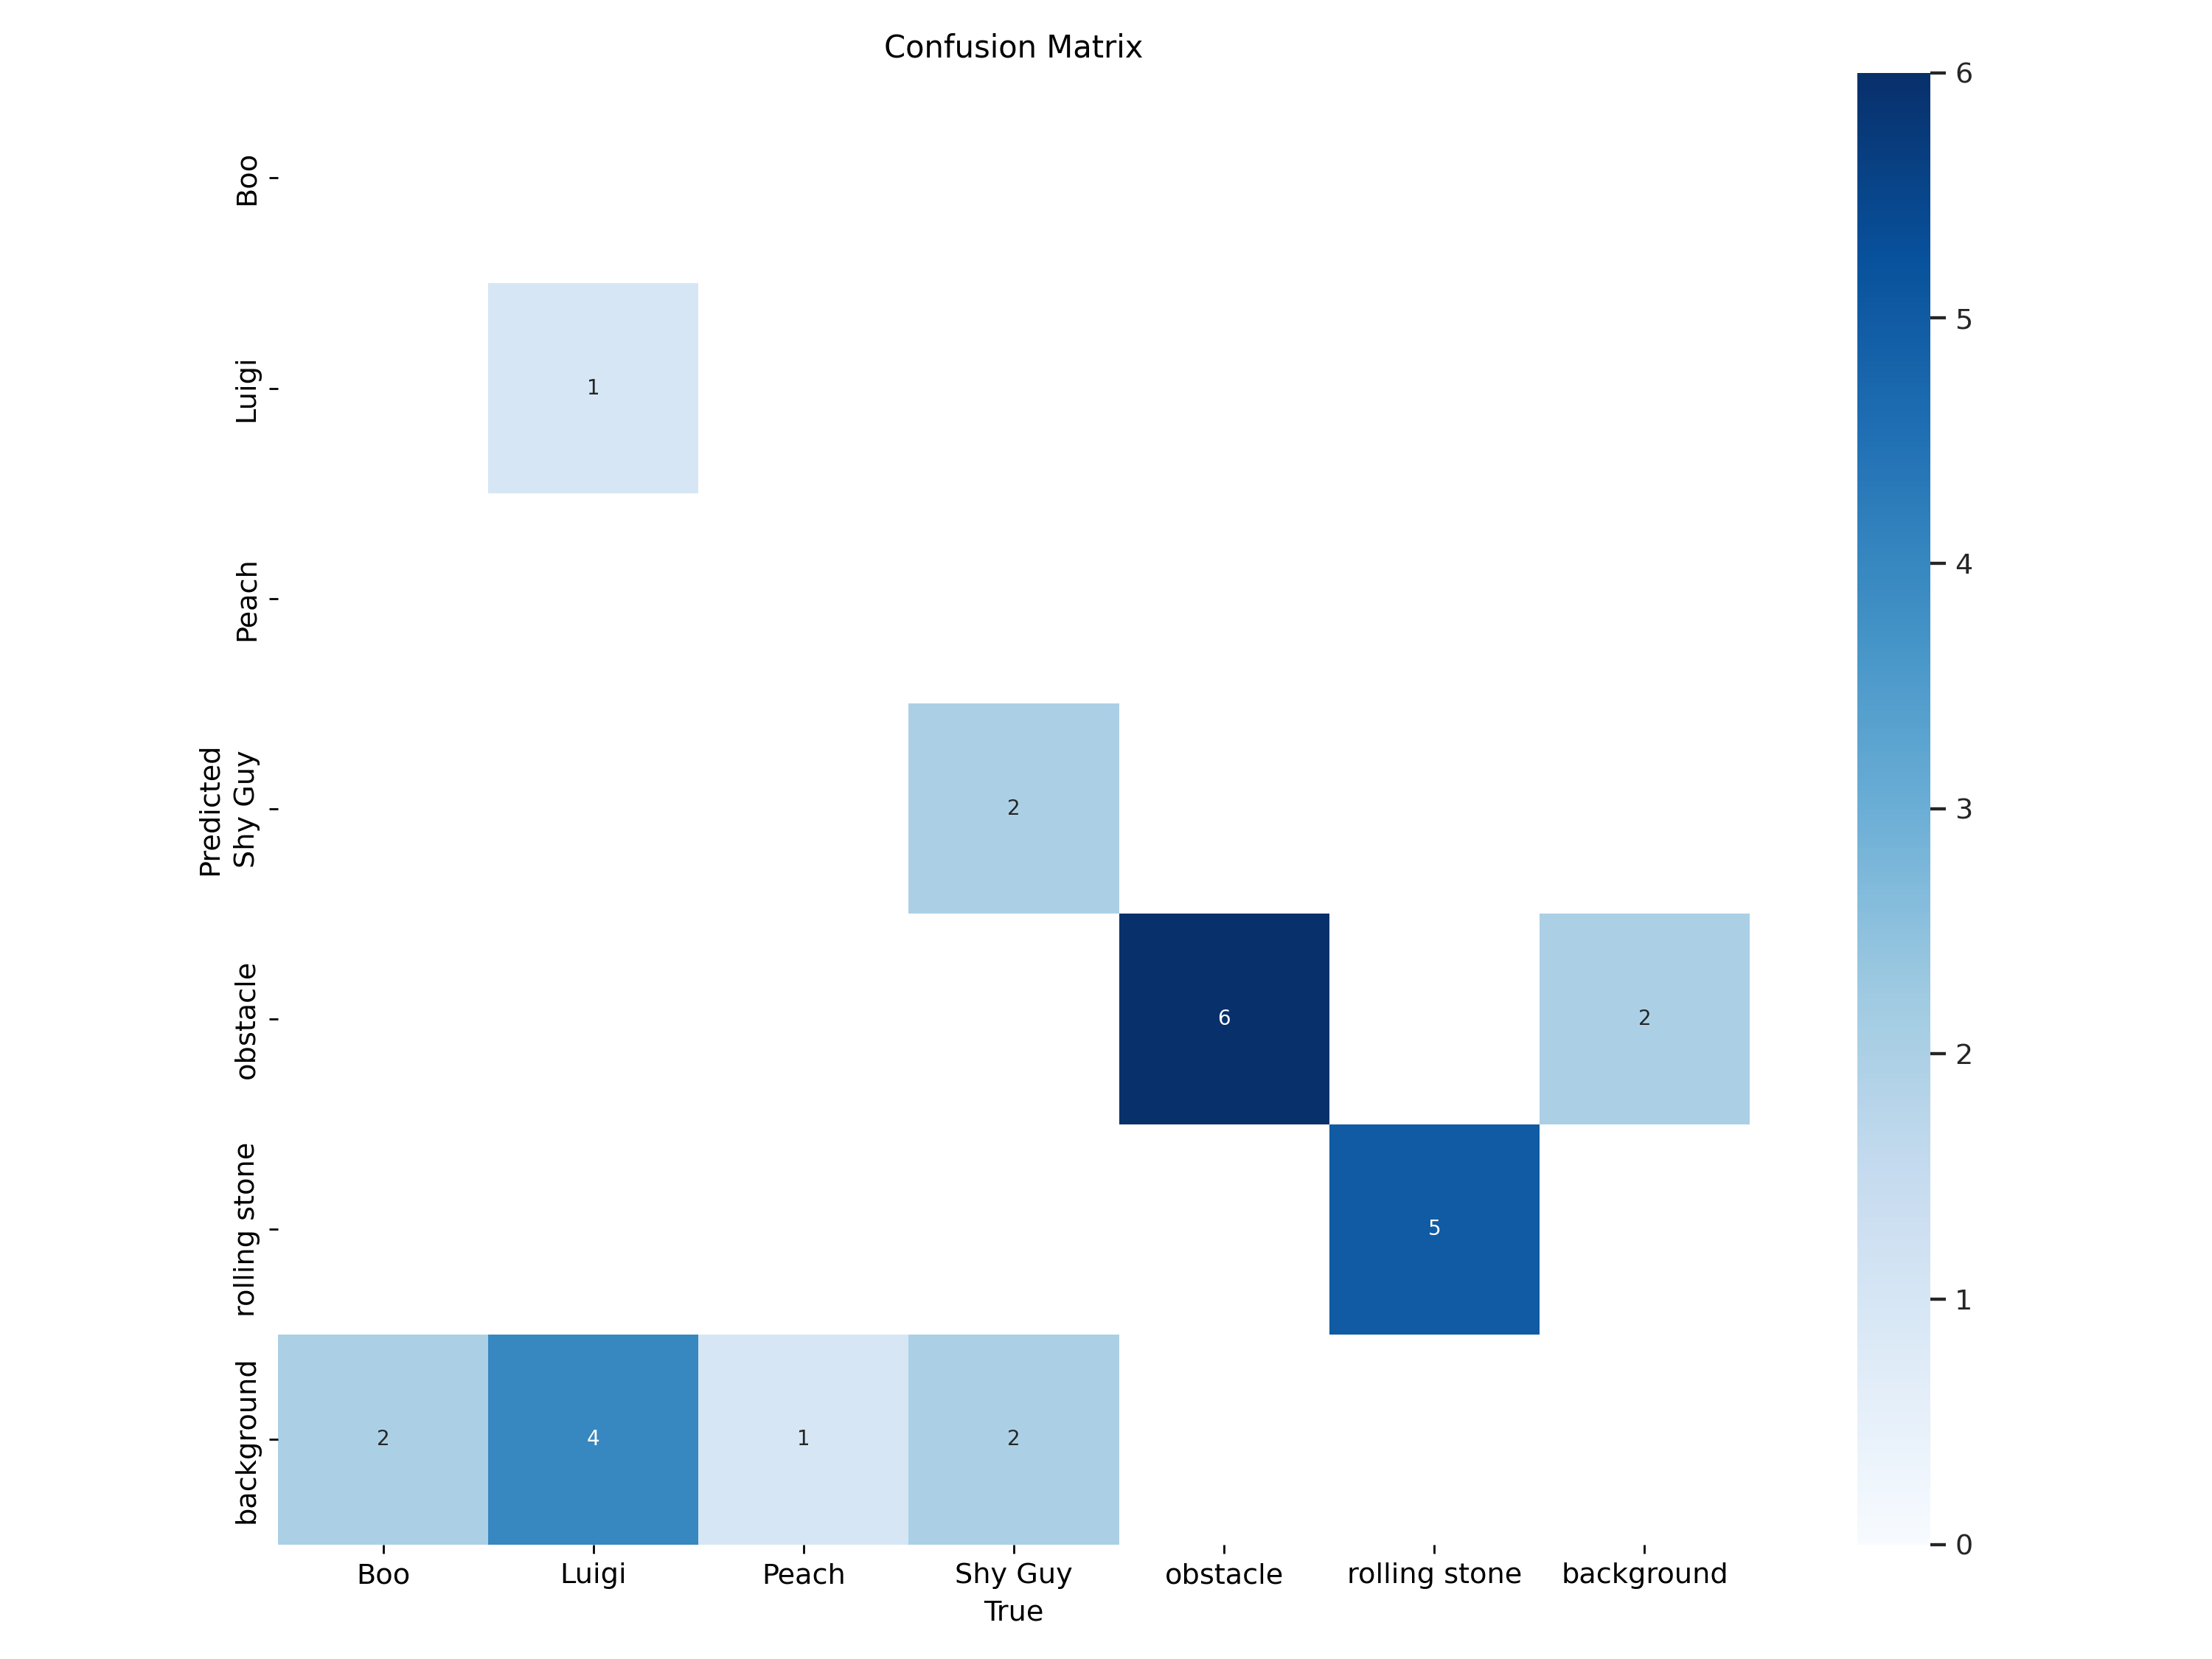 Confusion Matrix
Predicted
Boo
Luigi
Peach
Shy Guy
obstacle
rolling stone
background
1
2
6
2
5
2
4
1
2
Boo
Luigi
Peach
Shy Guy
obstacle
rolling stone
background
True
6
5
4
3
2
1
0